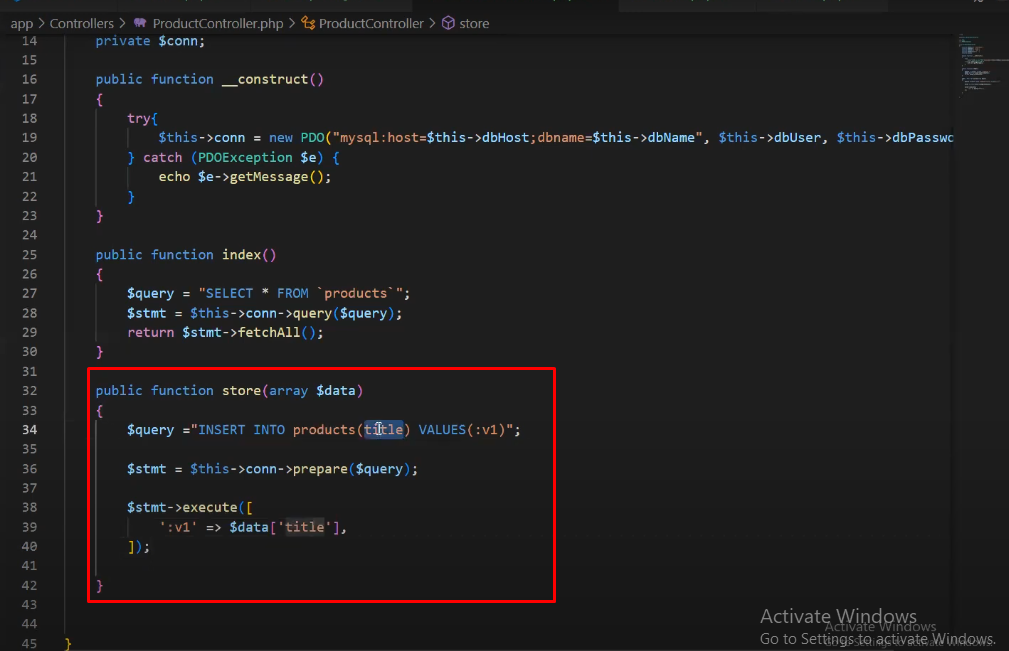 app > Controllers > ProductController.php > ProductController > store
14 private $conn;
15
16 public function __construct()
17 {
18 try{
19 $this->conn = new PDO("mysql:host=$this->dbHost;dbname=$this->dbName", $this->dbUser, $this->dbPasswo
20 } catch (PDOException $e) {
21 echo $e->getMessage();
22 }
23 }
24
25 public function index()
26 {
27 $query = "SELECT * FROM `products`";
28 $stmt = $this->conn->query($query);
29 return $stmt->fetchAll();
30 }
31
32 public function store(array $data)
33 {
34 $query ="INSERT INTO products(title) VALUES(:v1)";
35
36 $stmt = $this->conn->prepare($query);
37
38 $stmt->execute([
39 ':v1' => $data['title'],
40 ]);
41
42 }
43
44
45 }
Activate Windows
Activate Windows
Go to Settings to activate Windows.